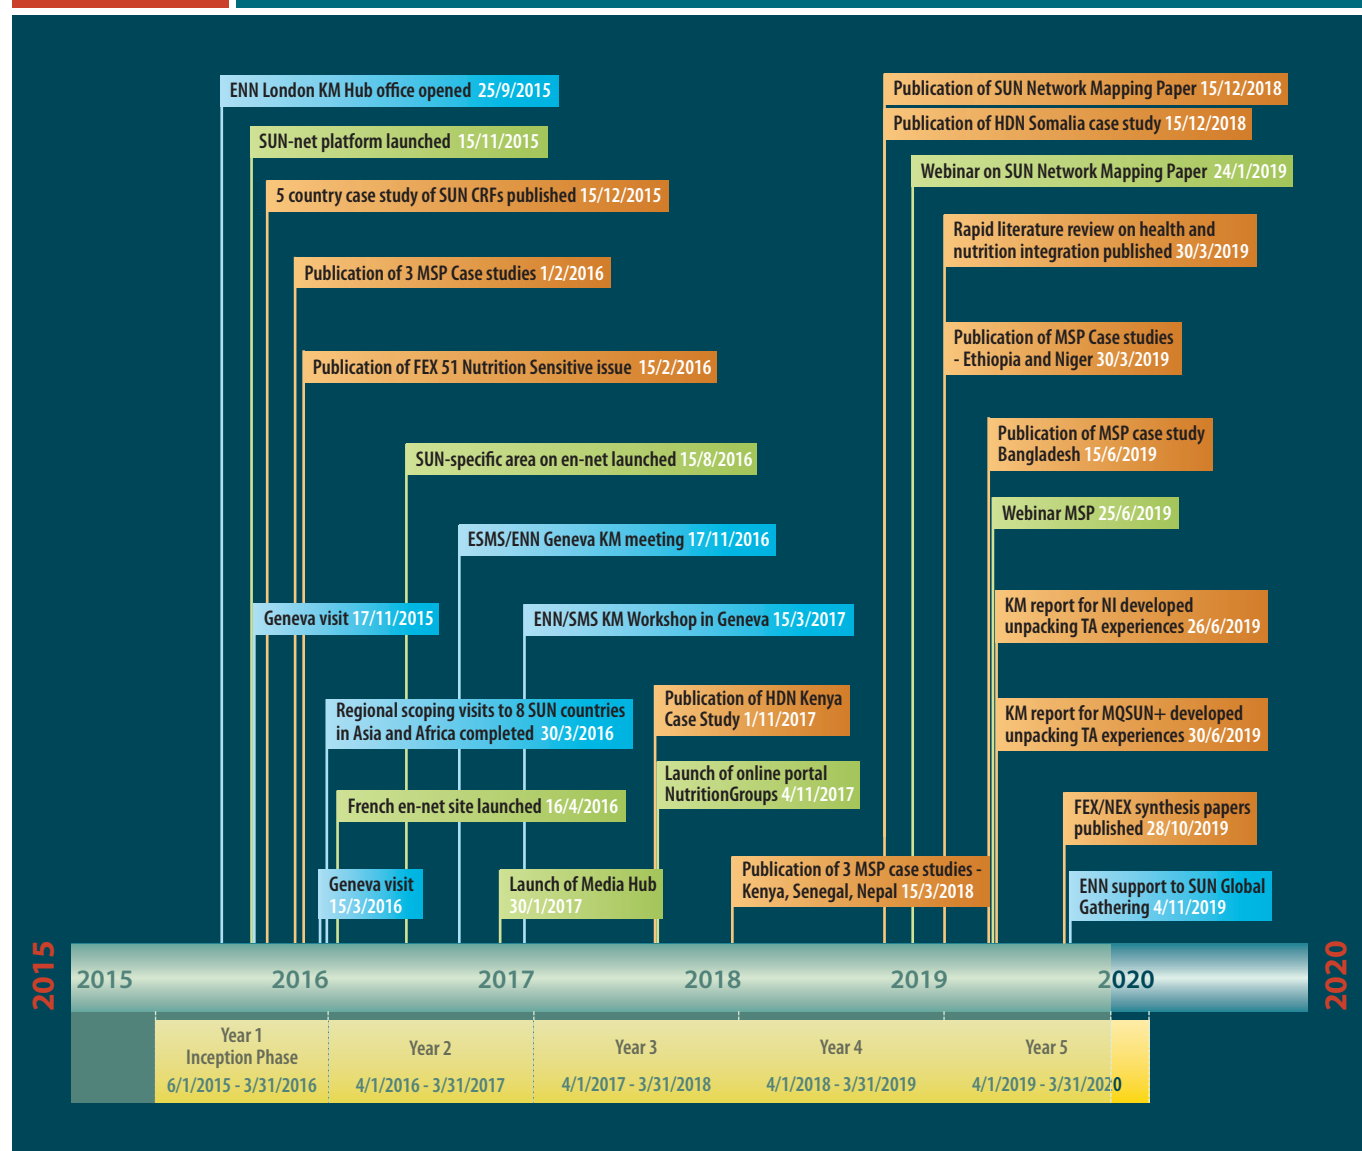 ENN London KM Hub office opened 25/9/2015
SUN-net platform launched 15/11/2015
5 country case study of SUN CRFs published 15/12/2015
Publication of 3 MSP Case studies 1/2/2016
Publication of FEX 51 Nutrition Sensitive issue 15/2/2016
SUN-specific area on en-net launched 15/8/2016
ESMS/ENN Geneva KM meeting 17/11/2016
Geneva visit 17/11/2015
ENN/SMS KM Workshop in Geneva 15/3/2017
Regional scoping visits to 8 SUN countries
in Asia and Africa completed 30/3/2016
Publication of HDN Kenya
Case Study 1/11/2017
Launch of online portal
NutritionGroups 4/11/2017
French en-net site launched 16/4/2016
Geneva visit
15/3/2016
Launch of Media Hub
30/1/2017
Publication of 3 MSP case studies -
Kenya, Senegal, Nepal 15/3/2018
Publication of SUN Network Mapping Paper 15/12/2018
Publication of HDN Somalia case study 15/12/2018
Webinar on SUN Network Mapping Paper 24/1/2019
Rapid literature review on health and
nutrition integration published 30/3/2019
Publication of MSP Case studies
- Ethiopia and Niger 30/3/2019
Publication of MSP case study
Bangladesh 15/6/2019
Webinar MSP 25/6/2019
KM report for NI developed
unpacking TA experiences 26/6/2019
KM report for MQSUN+ developed
unpacking TA experiences 30/6/2019
FEX/NEX synthesis papers
published 28/10/2019
ENN support to SUN Global
Gathering 4/11/2019
2015
2015 2016 2017 2018 2019 2020
2020
Year 1
Inception Phase
6/1/2015 - 3/31/2016
Year 2
4/1/2016 - 3/31/2017
Year 3
4/1/2017 - 3/31/2018
Year 4
4/1/2018 - 3/31/2019
Year 5
4/1/2019 - 3/31/2020